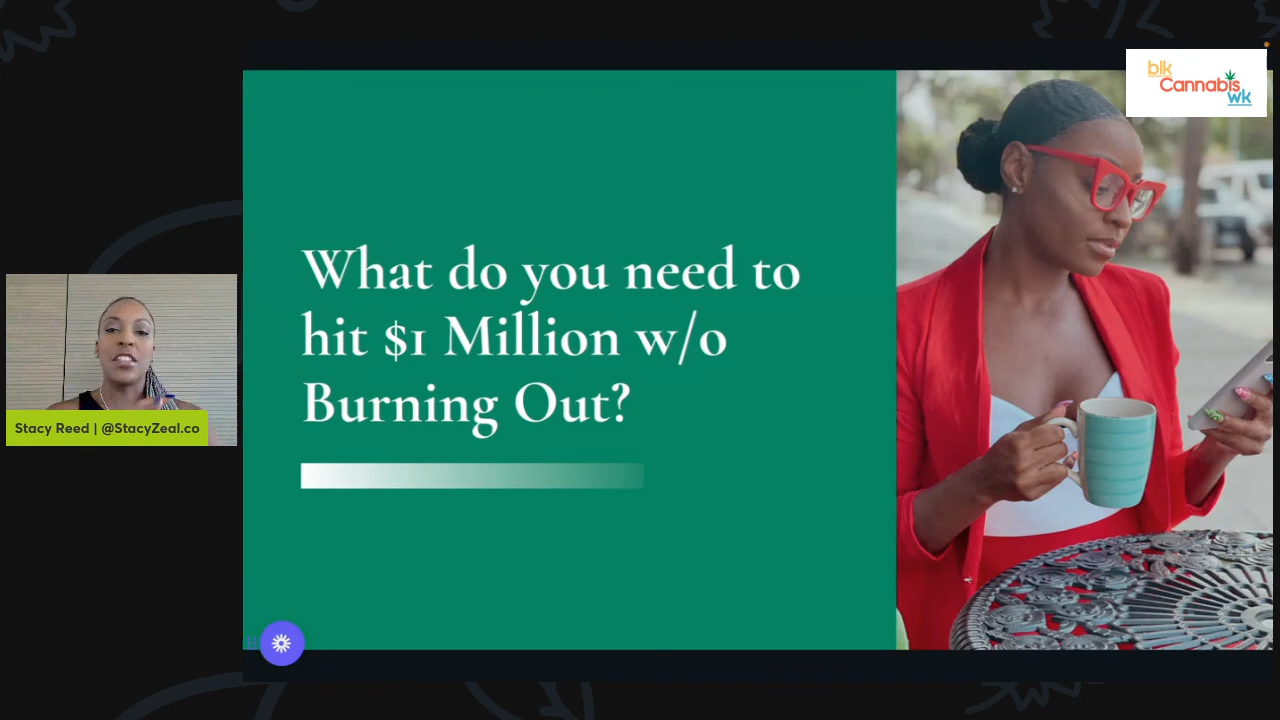 blk
Cannabis
wk
What do you need to
hit $1 Million w/o
Burning Out?
Stacy Reed | @StacyZeal.co